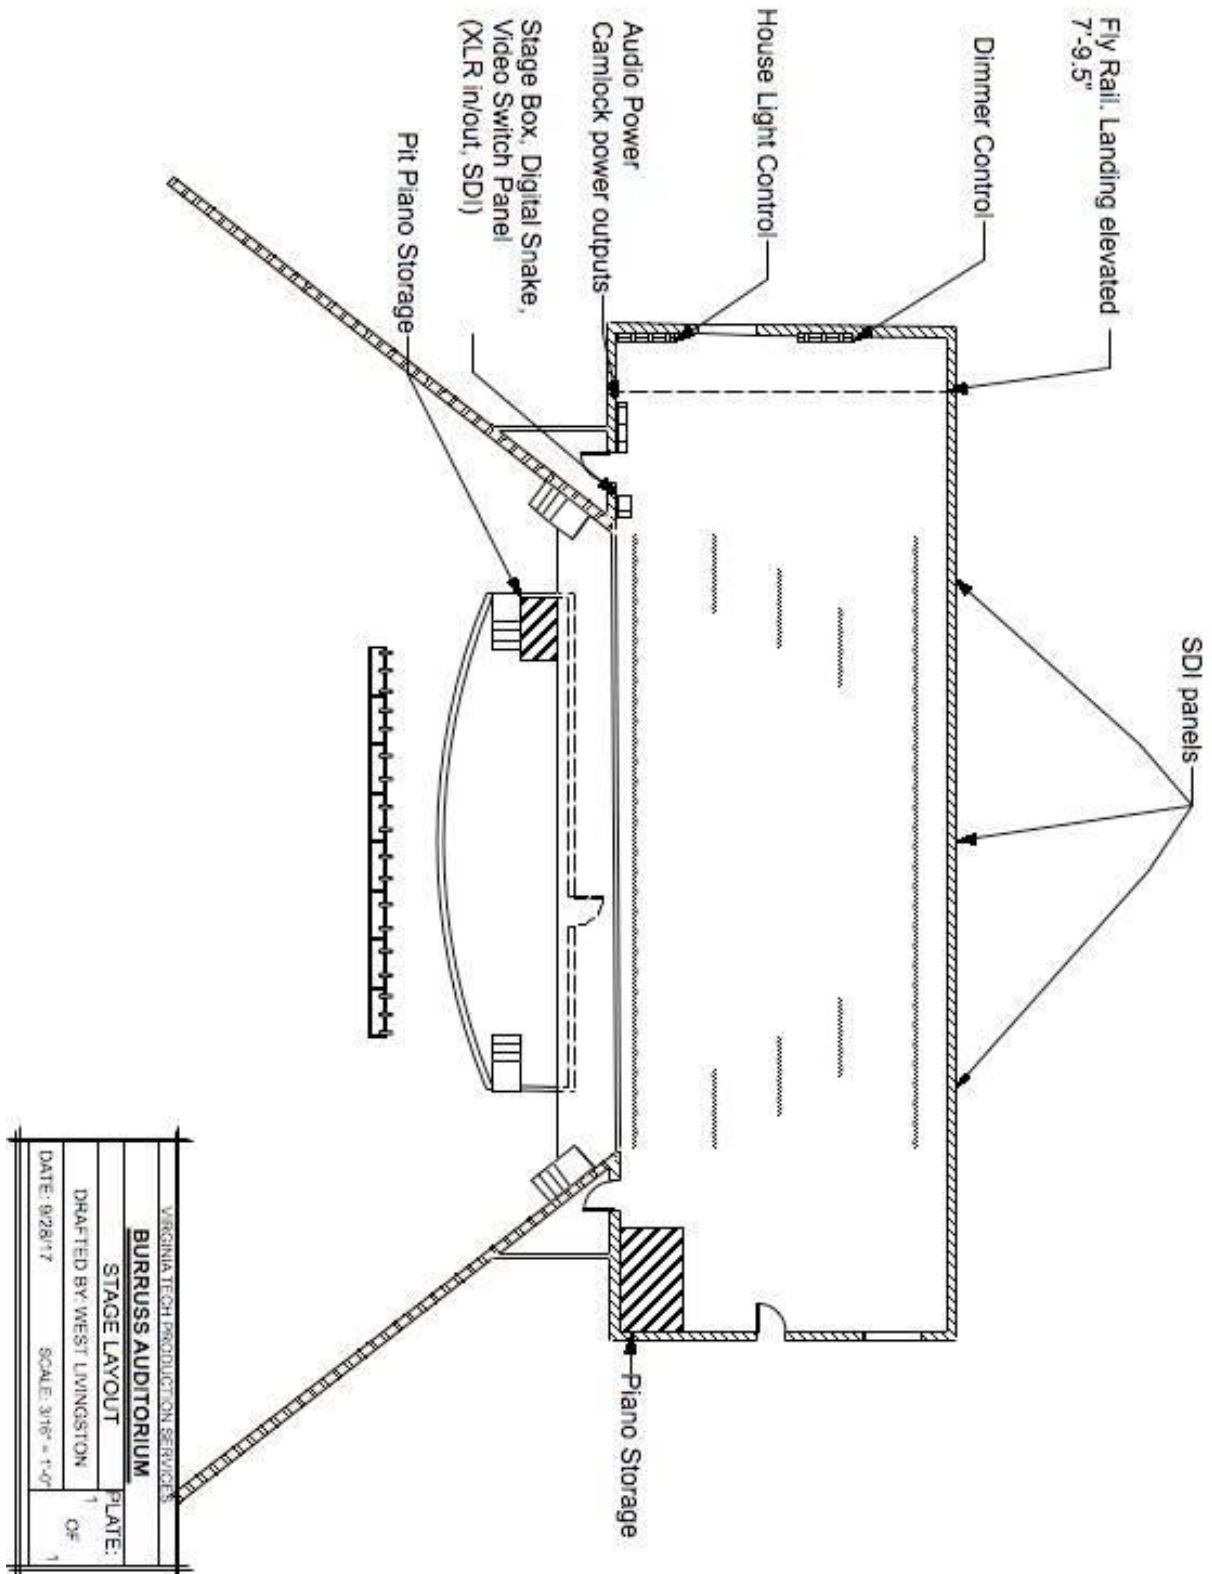 Fly Rail. Landing elevated
7'-9.5"
Dimmer Control
House Light Control
Audio Power
Camlock power outputs
Stage Box, Digital Snake,
Video Switch Panel
(XLR in/out, SDI)
Pit Piano Storage
SDI panels
Piano Storage
VIRGINIA TECH PRODUCTION SERVICES
BURRUSS AUDITORIUM
STAGE LAYOUT
PLATE:
DRAFTED BY: WEST LIVINGSTON
1 OF 1
DATE: 9/28/17 SCALE: 3/16" = 1'-0"